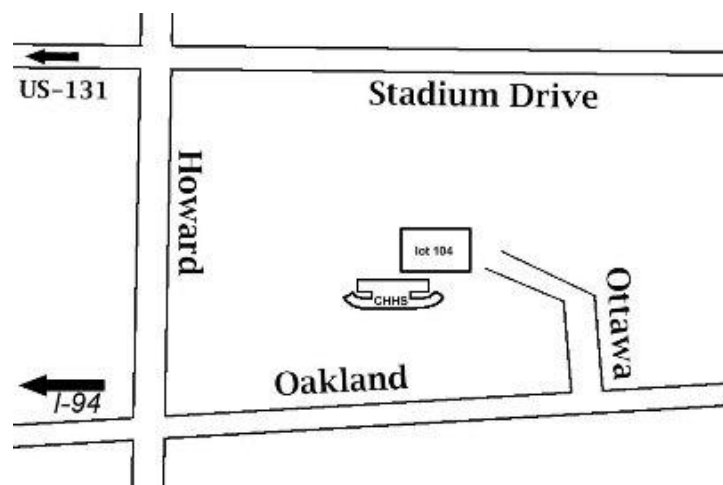 US-131
Stadium Drive
Howard
lot 104
CHHS
Ottawa
Oakland
I-94